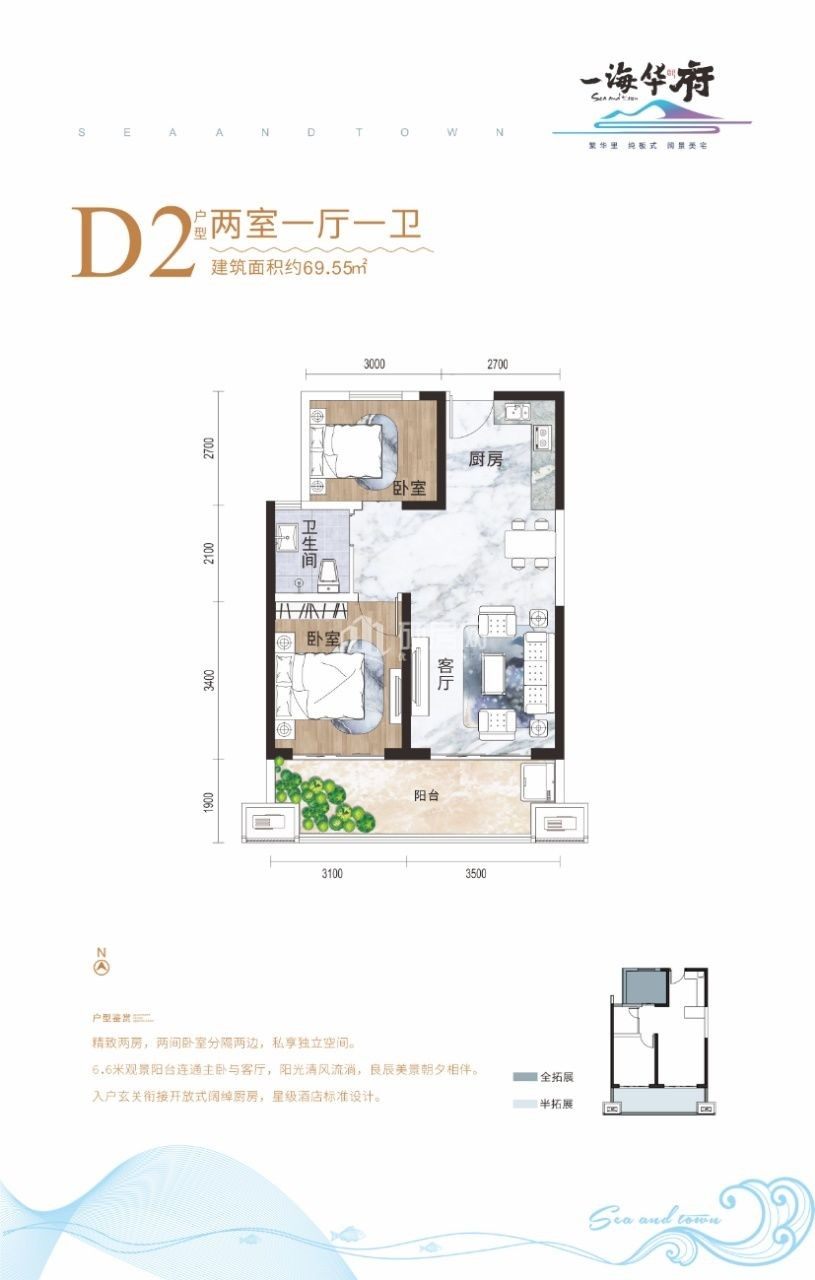 一海华府
Sea and town
SEA AND TOWN
繁华里 纯板式 阔景美宅
D2户型 两室一厅一卫
建筑面积约69.55㎡
3000
2700
2700
厨房
卧室
2100
卫生间
卧室
3400
客厅
1900
阳台
3100
3500
N
户型鉴赏
精致两房，两间卧室分隔两边，私享独立空间。
6.6米观景阳台连通主卧与客厅，阳光清风流淌，良辰美景朝夕相伴。
入户玄关衔接开放式阔绰厨房，星级酒店标准设计。
全拓展
半拓展
Sea and town